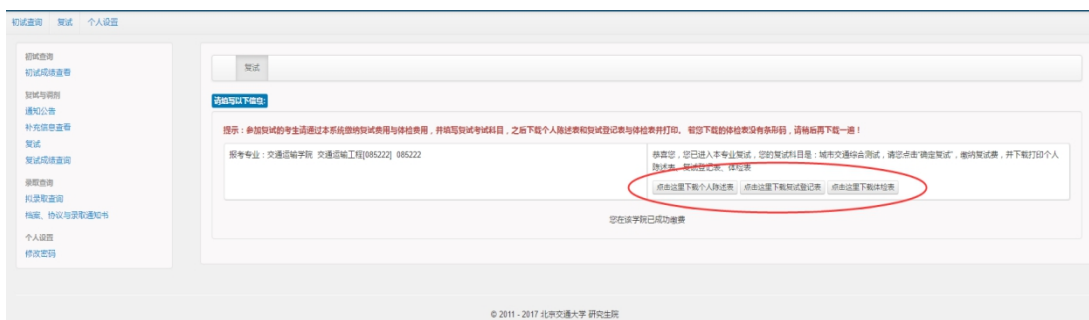 初试查询 复试 个人设置
初试查询
初试成绩查看
复试与调剂
通知公告
补充信息查看
复试
复试成绩查询
录取查询
拟录取查询
档案、协议与录取通知书
个人设置
修改密码
复试
请填写以下信息:
提示：参加复试的考生请通过本系统缴纳复试费用与体检费用，并填写复试考试科目，之后下载个人陈述表和复试登记表与体检表并打印。 若您下载的体检表没有条形码，请稍后再下载一遍！
报考专业：交通运输学院 交通运输工程[085222] 085222
恭喜您，您已进入本专业复试，您的复试科目是：城市交通综合测试，请您点击"确定复试"，缴纳复试费，并下载打印个人
陈述表、复试登记表、体检表
点击这里下载个人陈述表 点击这里下载复试登记表 点击这里下载体检表
您在该学院已成功缴费
© 2011 - 2017 北京交通大学 研究生院